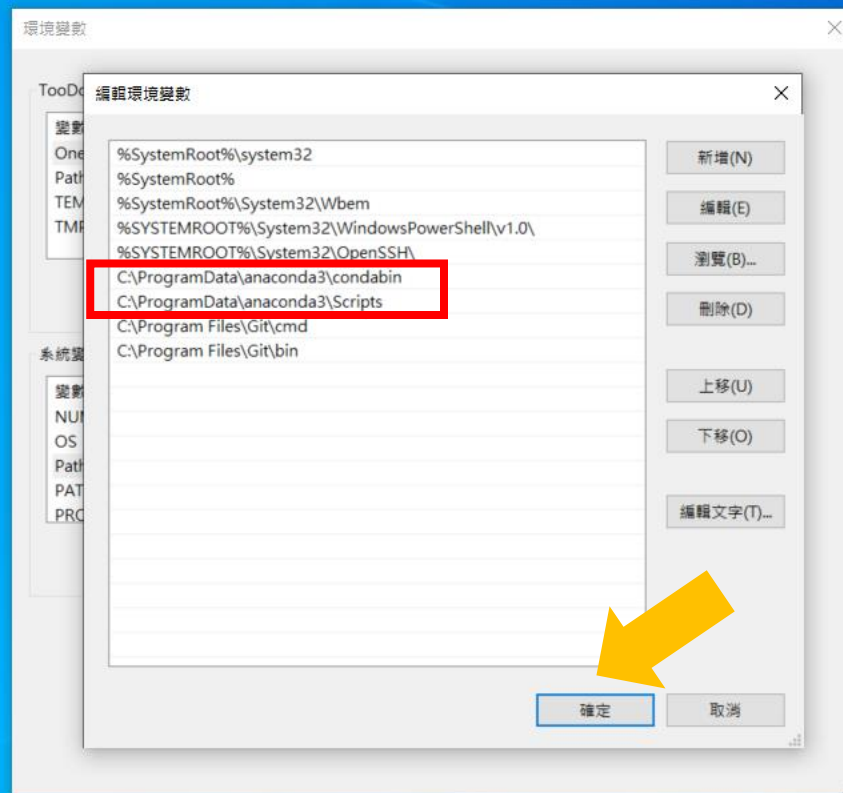 環境變數
TooDo
編輯環境變數
變數
One
Path
TEM
TMP
%SystemRoot%\system32
%SystemRoot%
%SystemRoot%\System32\Wbem
%SYSTEMROOT%\System32\WindowsPowerShell\v1.0\
%SYSTEMROOT%\System32\OpenSSH\
C:\ProgramData\anaconda3\condabin
C:\ProgramData\anaconda3\Scripts
C:\Program Files\Git\cmd
C:\Program Files\Git\bin
新增(N)
編輯(E)
瀏覽(B)...
刪除(D)
上移(U)
下移(O)
編輯文字(T)...
系統變
變數
NUM
OS
Path
PAT
PRO
確定
取消